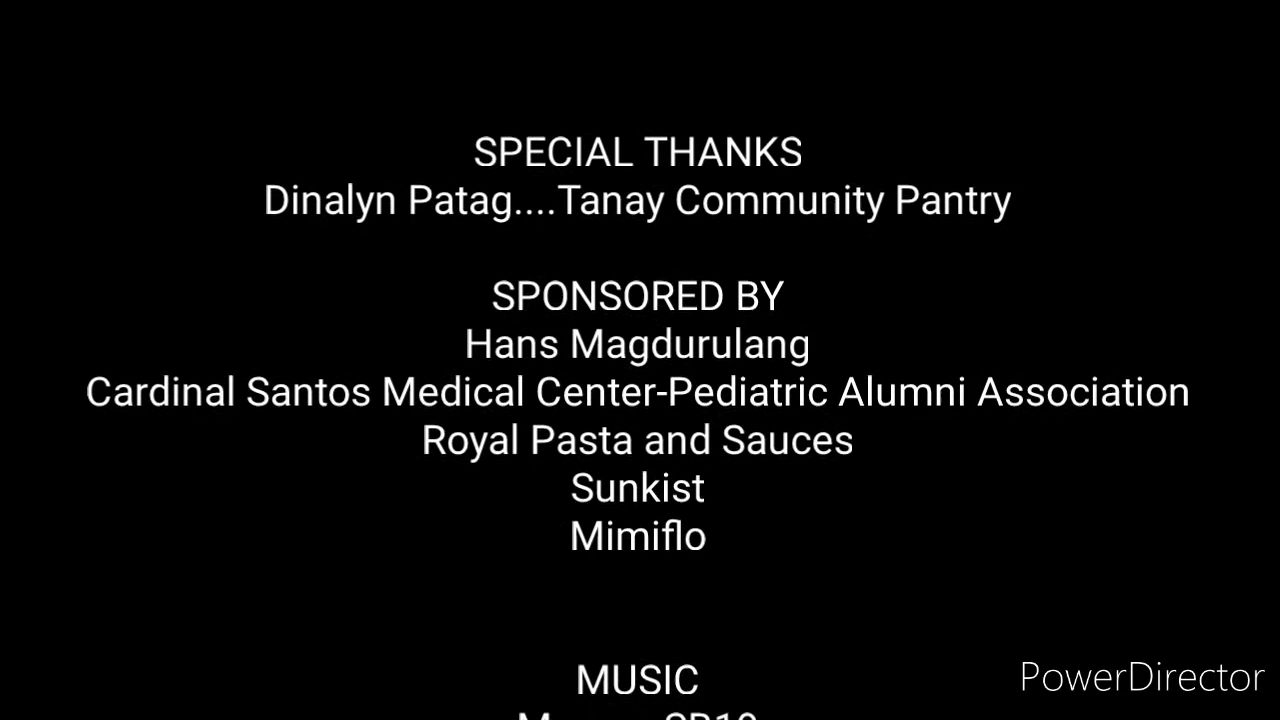 SPECIAL THANKS
Dinalyn Patag....Tanay Community Pantry
SPONSORED BY
Hans Magdurulang
Cardinal Santos Medical Center-Pediatric Alumni Association
Royal Pasta and Sauces
Sunkist
Mimiflo
MUSIC
PowerDirector